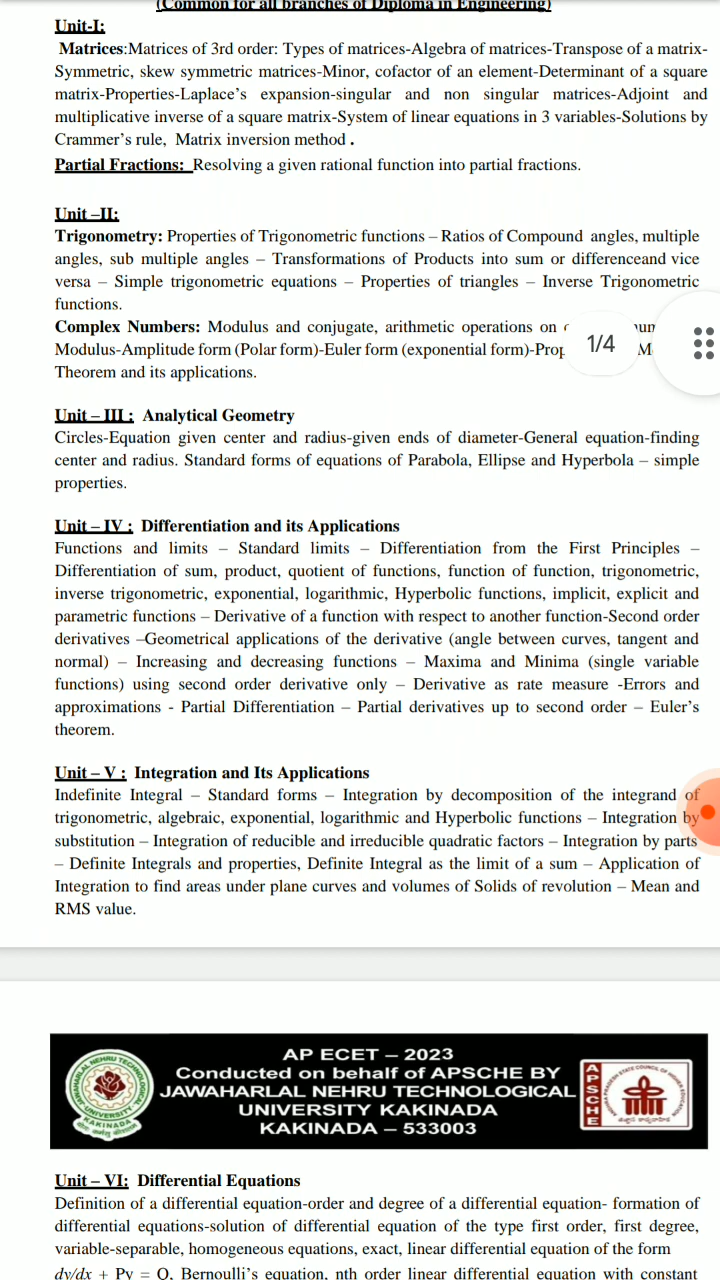 (Common for all branches of Diploma in Engineering)
Unit-I:
Matrices:Matrices of 3rd order: Types of matrices-Algebra of matrices-Transpose of a matrix-
Symmetric, skew symmetric matrices-Minor, cofactor of an element-Determinant of a square
matrix-Properties-Laplace's expansion-singular and non singular matrices-Adjoint and
multiplicative inverse of a square matrix-System of linear equations in 3 variables-Solutions by
Crammer's rule, Matrix inversion method .
Partial Fractions: Resolving a given rational function into partial fractions.
Unit –II:
Trigonometry: Properties of Trigonometric functions – Ratios of Compound angles, multiple
angles, sub multiple angles – Transformations of Products into sum or differenceand vice
versa – Simple trigonometric equations – Properties of triangles – Inverse Trigonometric
functions.
Complex Numbers: Modulus and conjugate, arithmetic operations on
Modulus-Amplitude form (Polar form)-Euler form (exponential form)-
1/4
Theorem and its applications.
Unit – III : Analytical Geometry
Circles-Equation given center and radius-given ends of diameter-General equation-finding
center and radius. Standard forms of equations of Parabola, Ellipse and Hyperbola – simple
properties.
Unit – IV : Differentiation and its Applications
Functions and limits – Standard limits – Differentiation from the First Principles –
Differentiation of sum, product, quotient of functions, function of function, trigonometric,
inverse trigonometric, exponential, logarithmic, Hyperbolic functions, implicit, explicit and
parametric functions – Derivative of a function with respect to another function-Second order
derivatives –Geometrical applications of the derivative (angle between curves, tangent and
normal) – Increasing and decreasing functions – Maxima and Minima (single variable
functions) using second order derivative only – Derivative as rate measure -Errors and
approximations - Partial Differentiation – Partial derivatives up to second order – Euler's
theorem.
Unit – V : Integration and Its Applications
Indefinite Integral – Standard forms – Integration by decomposition of the integrand of
trigonometric, algebraic, exponential, logarithmic and Hyperbolic functions – Integration by
substitution – Integration of reducible and irreducible quadratic factors – Integration by parts
– Definite Integrals and properties, Definite Integral as the limit of a sum – Application of
Integration to find areas under plane curves and volumes of Solids of revolution – Mean and
RMS value.
AP ECET – 2023
Conducted on behalf of APSCHE BY
JAWAHARLAL NEHRU TECHNOLOGICAL
UNIVERSITY KAKINADA
KAKINADA – 533003
APSCHE
Unit – VI: Differential Equations
Definition of a differential equation-order and degree of a differential equation- formation of
differential equations-solution of differential equation of the type first order, first degree,
variable-separable, homogeneous equations, exact, linear differential equation of the form
dy/dx + Py = Q, Bernoulli's equation, nth order linear differential equation with constant